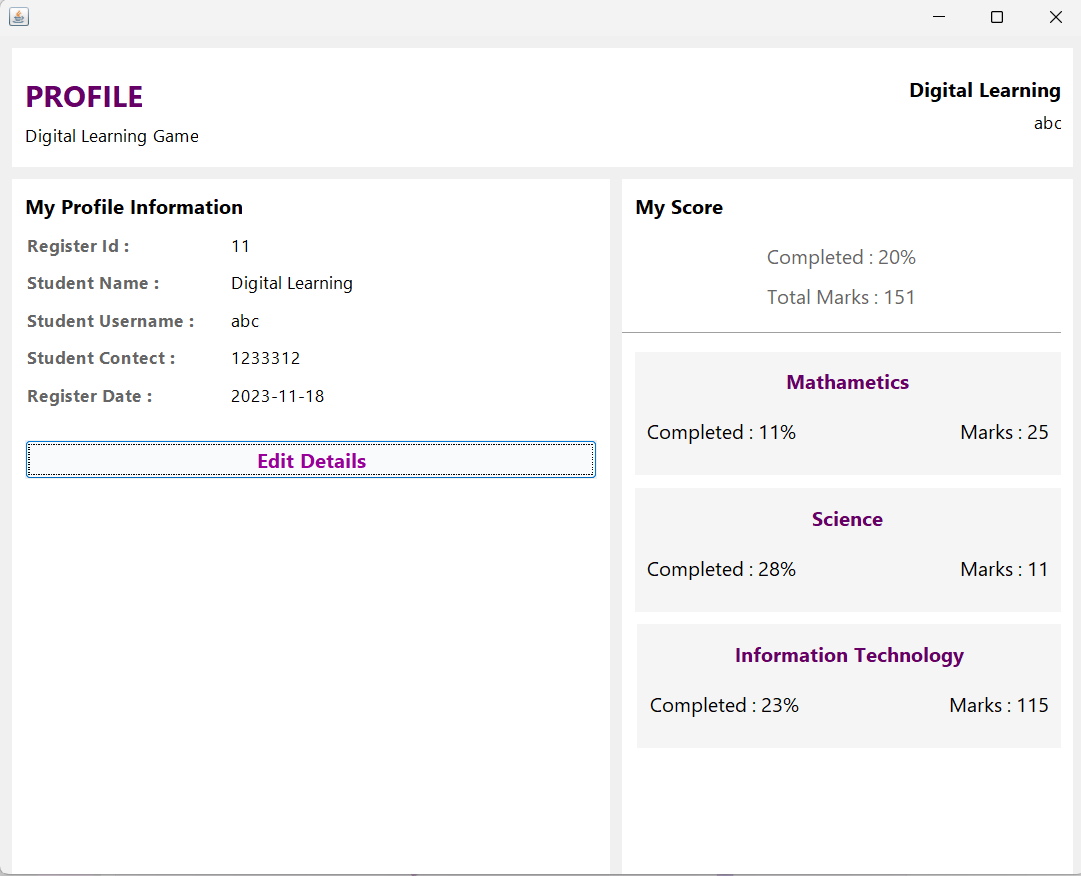 PROFILE
Digital Learning Game
Digital Learning
abc
My Profile Information
Register Id : 11
Student Name : Digital Learning
Student Username : abc
Student Contect : 1233312
Register Date : 2023-11-18
Edit Details
My Score
Completed : 20%
Total Marks : 151
Mathametics
Completed : 11% Marks : 25
Science
Completed : 28% Marks : 11
Information Technology
Completed : 23% Marks : 115